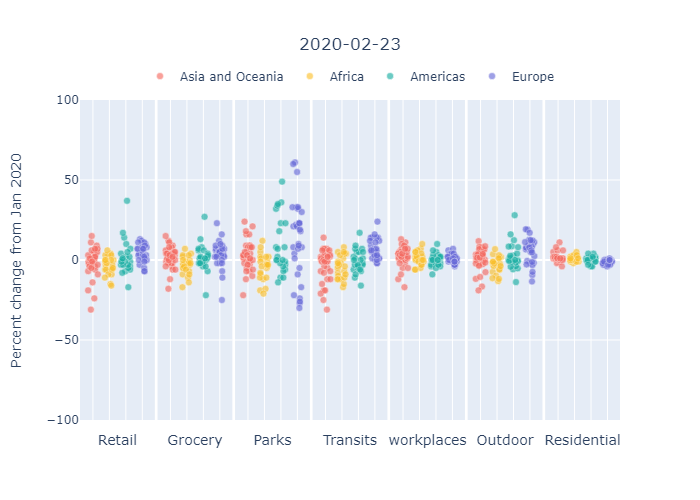 2020-02-23
Asia and Oceania Africa Americas Europe
Percent change from Jan 2020
100
50
0
−50
−100
Retail Grocery Parks Transits workplaces Outdoor Residential